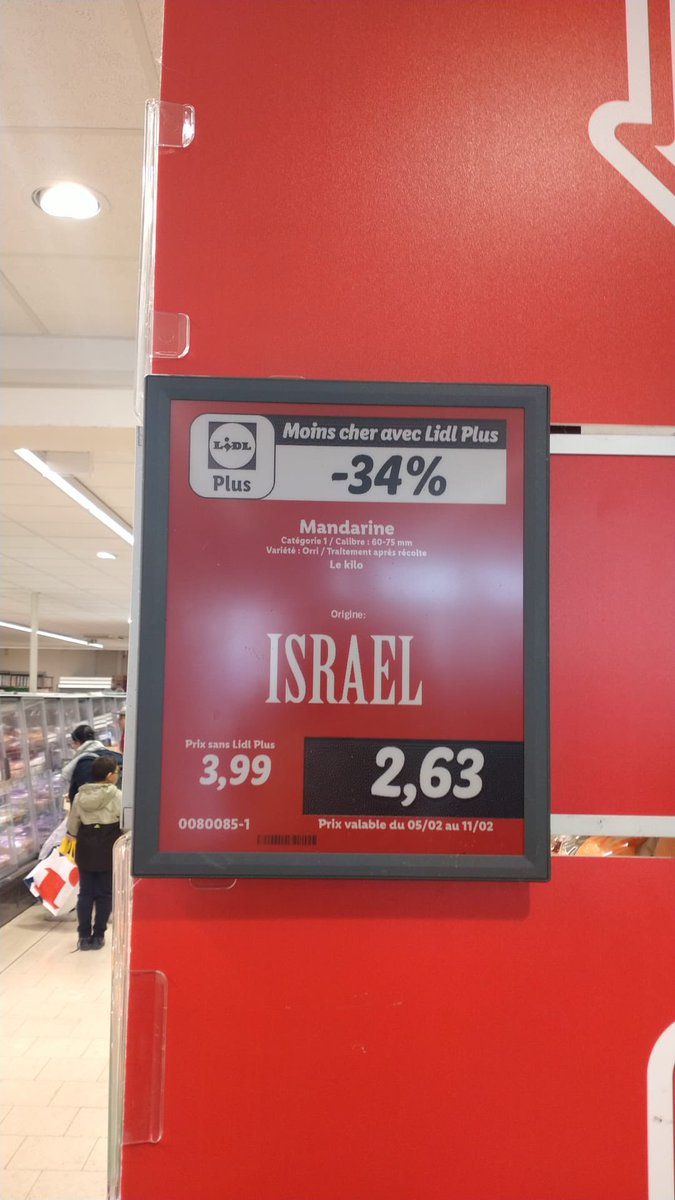 LIDL
Plus
Moins cher avec Lidl Plus
-34%
Mandarine
Catégorie 1 / Calibre : 60-75 mm
Variété : Orri / Traitement après récolte
Le kilo
Origine:
ISRAEL
Prix sans Lidl Plus
3,99
2,63
0080085-1
Prix valable du 05/02 au 11/02